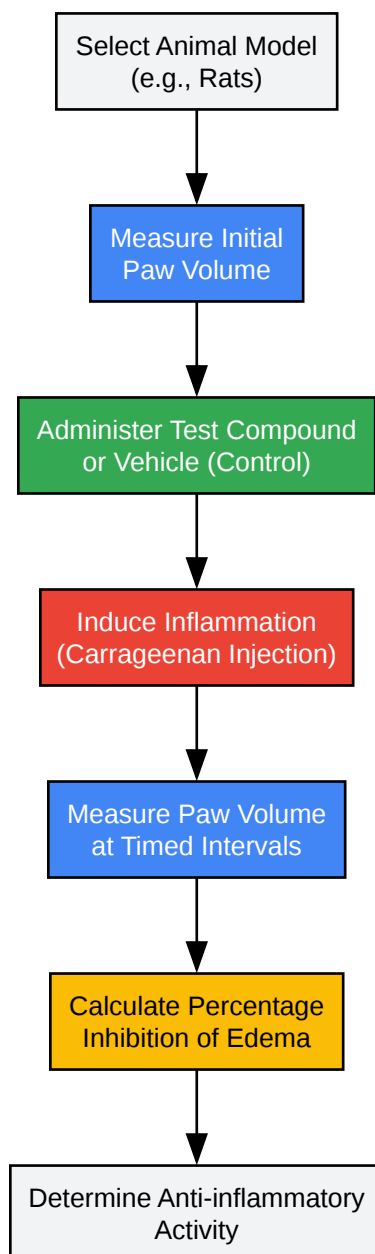 Select Animal Model
(e.g., Rats)
Measure Initial
Paw Volume
Administer Test Compound
or Vehicle (Control)
Induce Inflammation
(Carrageenan Injection)
Measure Paw Volume
at Timed Intervals
Calculate Percentage
Inhibition of Edema
Determine Anti-inflammatory
Activity